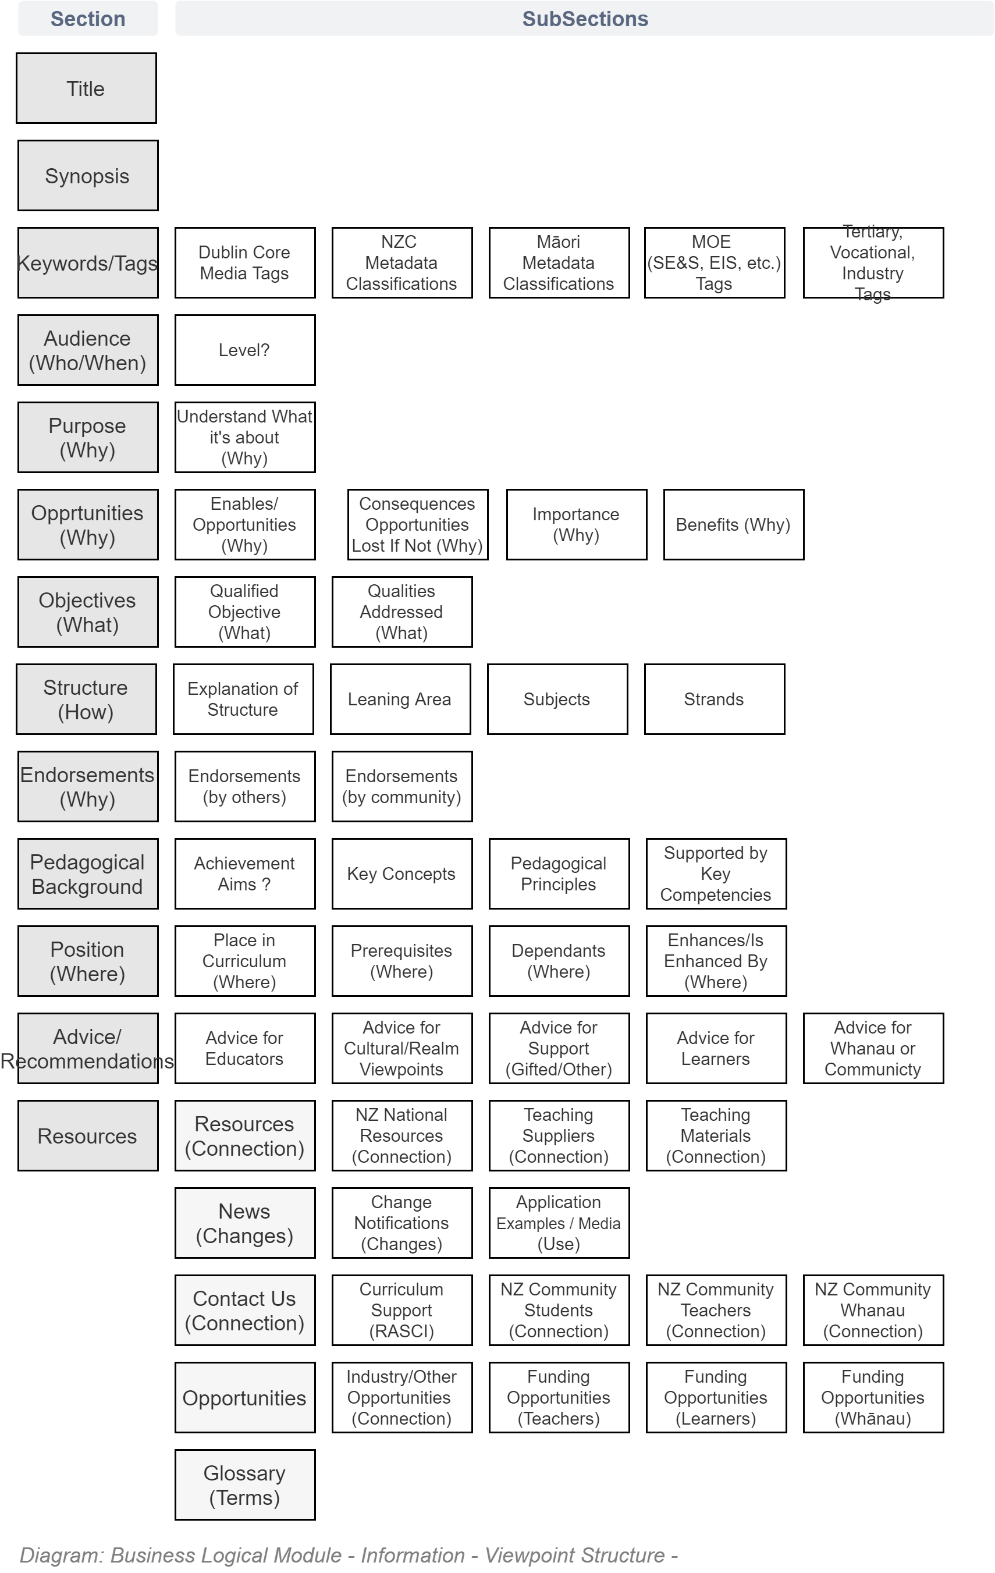 Section
SubSections
Title
Synopsis
Keywords/Tags
Dublin Core
Media Tags
NZC
Metadata
Classifications
Māori
Metadata
Classifications
MOE
(SE&S, EIS, etc.)
Tags
Tertiary,
Vocational,
Industry
Tags
Audience
(Who/When)
Level?
Purpose
(Why)
Understand What
it's about
(Why)
Opprtunities
(Why)
Enables/
Opportunities
(Why)
Consequences
Opportunities
Lost If Not (Why)
Importance
(Why)
Benefits (Why)
Objectives
(What)
Qualified
Objective
(What)
Qualities
Addressed
(What)
Structure
(How)
Explanation of
Structure
Leaning Area
Subjects
Strands
Endorsements
(Why)
Endorsements
(by others)
Endorsements
(by community)
Pedagogical
Background
Achievement
Aims ?
Key Concepts
Pedagogical
Principles
Supported by
Key
Competencies
Position
(Where)
Place in
Curriculum
(Where)
Prerequisites
(Where)
Dependants
(Where)
Enhances/Is
Enhanced By
(Where)
Advice/
Recommendations
Advice for
Educators
Advice for
Cultural/Realm
Viewpoints
Advice for
Support
(Gifted/Other)
Advice for
Learners
Advice for
Whanau or
Communicty
Resources
Resources
(Connection)
NZ National
Resources
(Connection)
Teaching
Suppliers
(Connection)
Teaching
Materials
(Connection)
News
(Changes)
Change
Notifications
(Changes)
Application
Examples / Media
(Use)
Contact Us
(Connection)
Curriculum
Support
(RASCI)
NZ Community
Students
(Connection)
NZ Community
Teachers
(Connection)
NZ Community
Whanau
(Connection)
Opportunities
Industry/Other
Opportunities
(Connection)
Funding
Opportunities
(Teachers)
Funding
Opportunities
(Learners)
Funding
Opportunities
(Whānau)
Glossary
(Terms)
Diagram: Business Logical Module - Information - Viewpoint Structure -